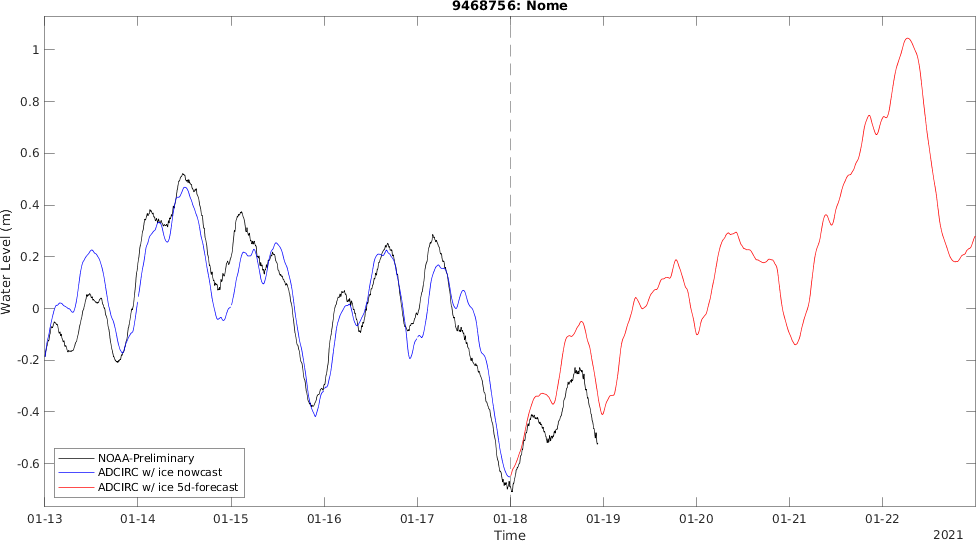 9468756: Nome
Water Level (m)
1
0.8
0.6
0.4
0.2
0
-0.2
-0.4
-0.6
NOAA-Preliminary
ADCIRC w/ ice nowcast
ADCIRC w/ ice 5d-forecast
01-13 01-14 01-15 01-16 01-17 01-18 01-19 01-20 01-21 01-22
Time
2021